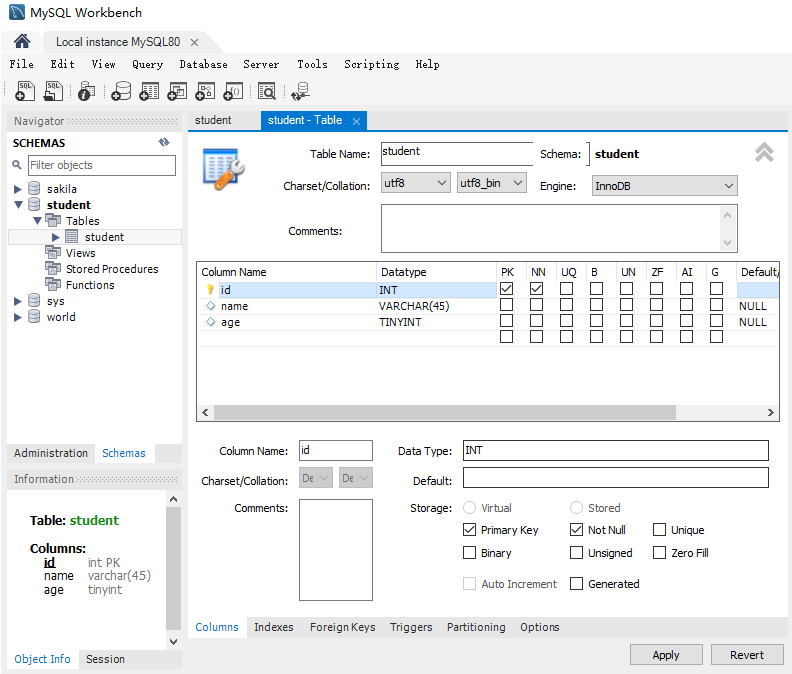 MySQL Workbench
Local instance MySQL80
File Edit View Query Database Server Tools Scripting Help
Navigator
SCHEMAS
Filter objects
sakila
student
Tables
student
Views
Stored Procedures
Functions
sys
world
Administration Schemas
Information
Table: student
Columns:
id int PK
name varchar(45)
age tinyint
Object Info Session
student student - Table
Table Name: student Schema: student
Charset/Collation: utf8 utf8_bin Engine: InnoDB
Comments:
Column Name Datatype PK NN UQ B UN ZF AI G Default/
id INT
name VARCHAR(45) NULL
age TINYINT NULL
Column Name: id Data Type: INT
Charset/Collation: De De Default:
Comments: Storage: Virtual Stored
Primary Key Not Null Unique
Binary Unsigned Zero Fill
Auto Increment Generated
Columns Indexes Foreign Keys Triggers Partitioning Options
Apply Revert